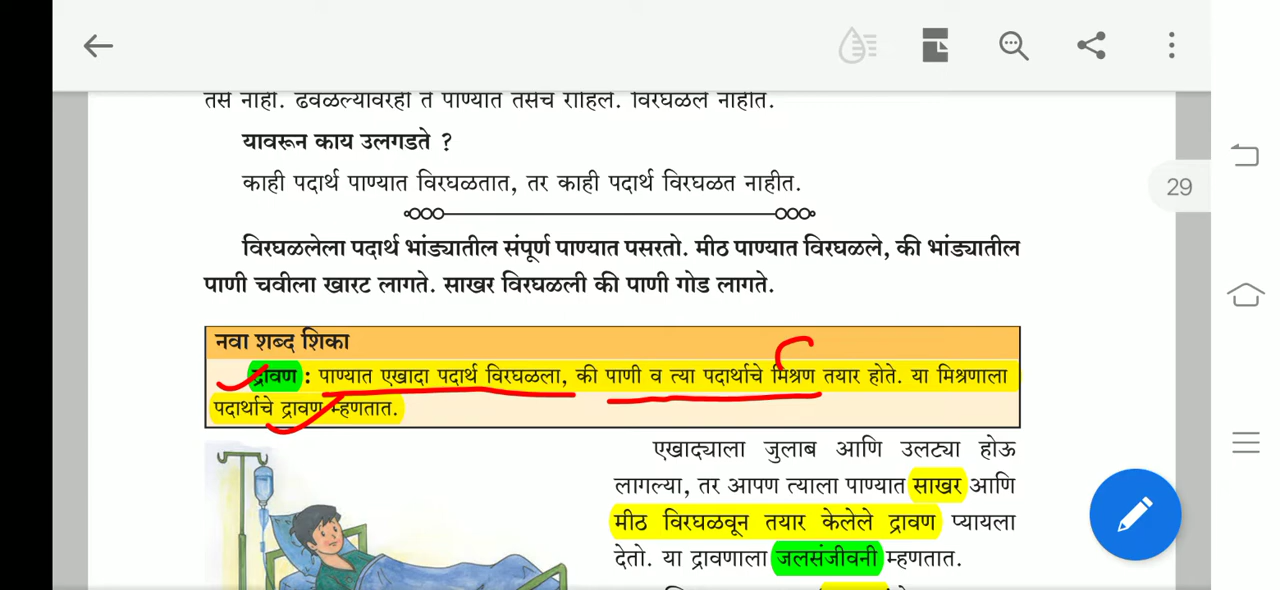 तसे नाही. ढवळल्यावरही ते पाण्यात तसेच राहिले. विरघळले नाहीत.
यावरून काय उलगडते ?
29
काही पदार्थ पाण्यात विरघळतात, तर काही पदार्थ विरघळत नाहीत.
विरघळलेला पदार्थ भांड्यातील संपूर्ण पाण्यात पसरतो. मीठ पाण्यात विरघळले, की भांड्यातील
पाणी चवीला खारट लागते. साखर विरघळली की पाणी गोड लागते.
नवा शब्द शिका
द्रावण : पाण्यात एखादा पदार्थ विरघळला, की पाणी व त्या पदार्थाचे मिश्रण तयार होते. या मिश्रणाला
पदार्थाचे द्रावण म्हणतात.
एखाद्याला जुलाब आणि उलट्या होऊ
लागल्या, तर आपण त्याला पाण्यात साखर आणि
मीठ विरघळवून तयार केलेले द्रावण प्यायला
देतो. या द्रावणाला जलसंजीवनी म्हणतात.